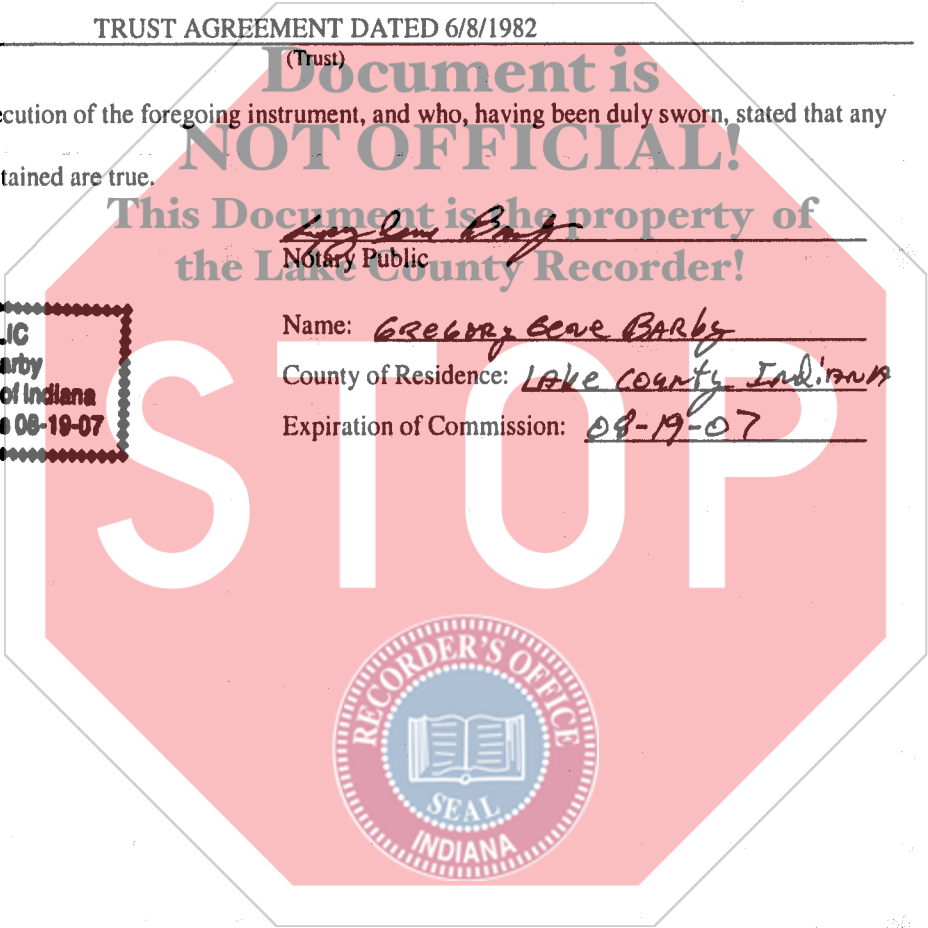 TRUST AGREEMENT DATED 6/8/1982
(Trust)
Document is
ecution of the foregoing instrument, and who, having been duly sworn, stated that any
NOT OFFICIAL!
tained are true.
This Document is the property of
Notary Public
the Lake County Recorder!
LIC
arby
of Indiana
08-19-07
Name: GREGORY GENE BARBY
County of Residence: LAKE COUNTY INDIANA
Expiration of Commission: 08-19-07
STOP
RECORDER'S OFFICE
SEAL
INDIANA